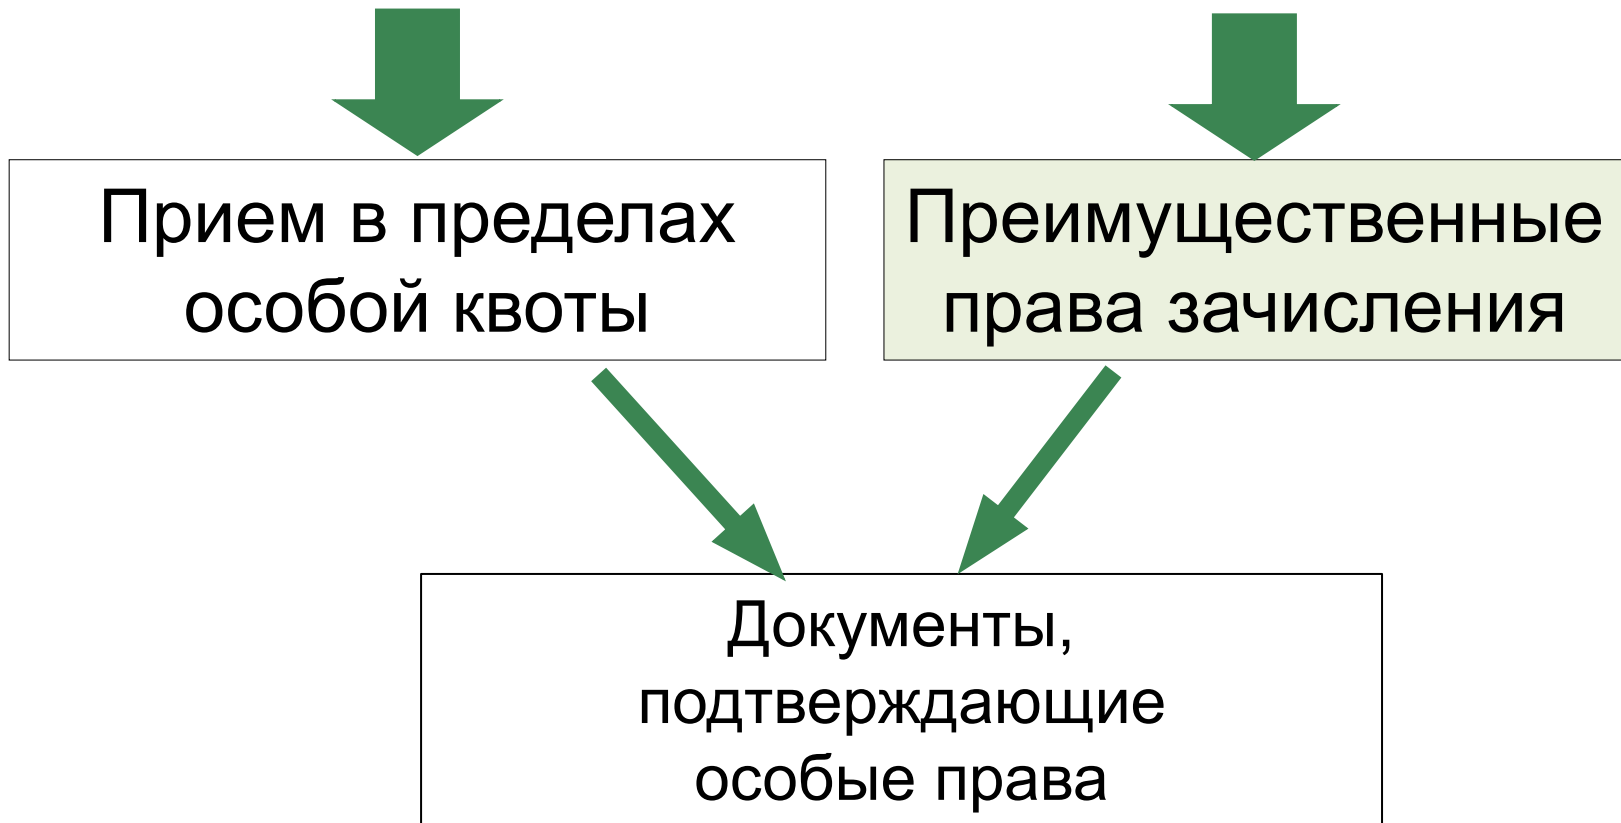 Прием в пределах
особой квоты
Преимущественные
права зачисления
Документы,
подтверждающие
особые права